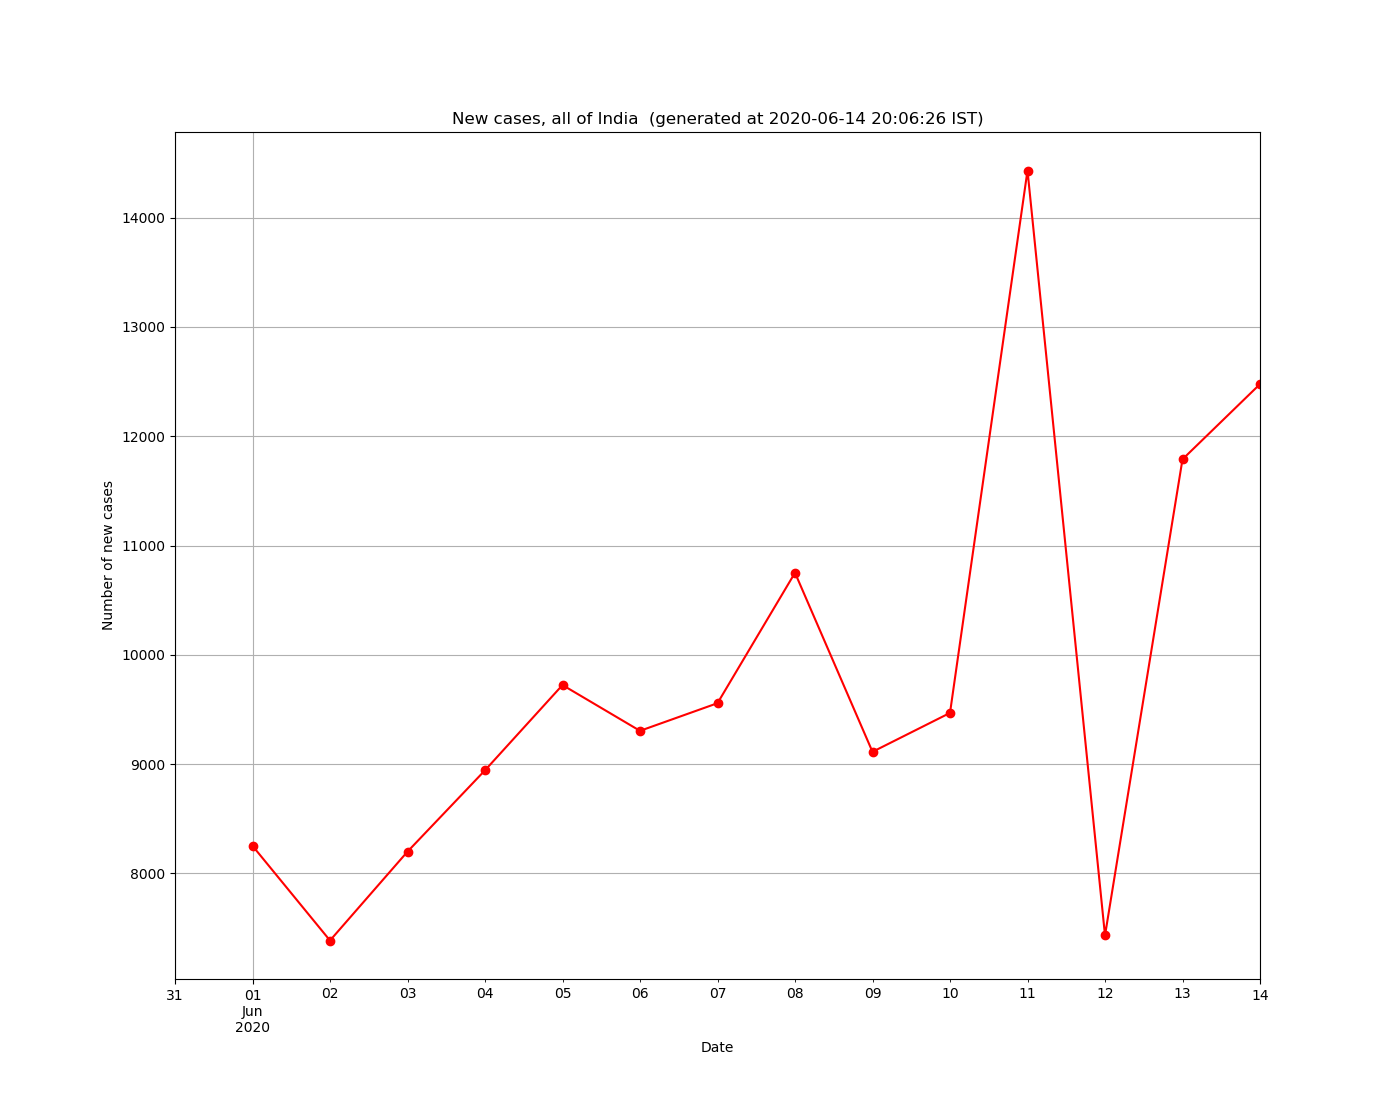 New cases, all of India  (generated at 2020-06-14 20:06:26 IST)
14000
13000
12000
11000
10000
9000
8000
Number of new cases
31 01 02 03 04 05 06 07 08 09 10 11 12 13 14
Jun
2020
Date